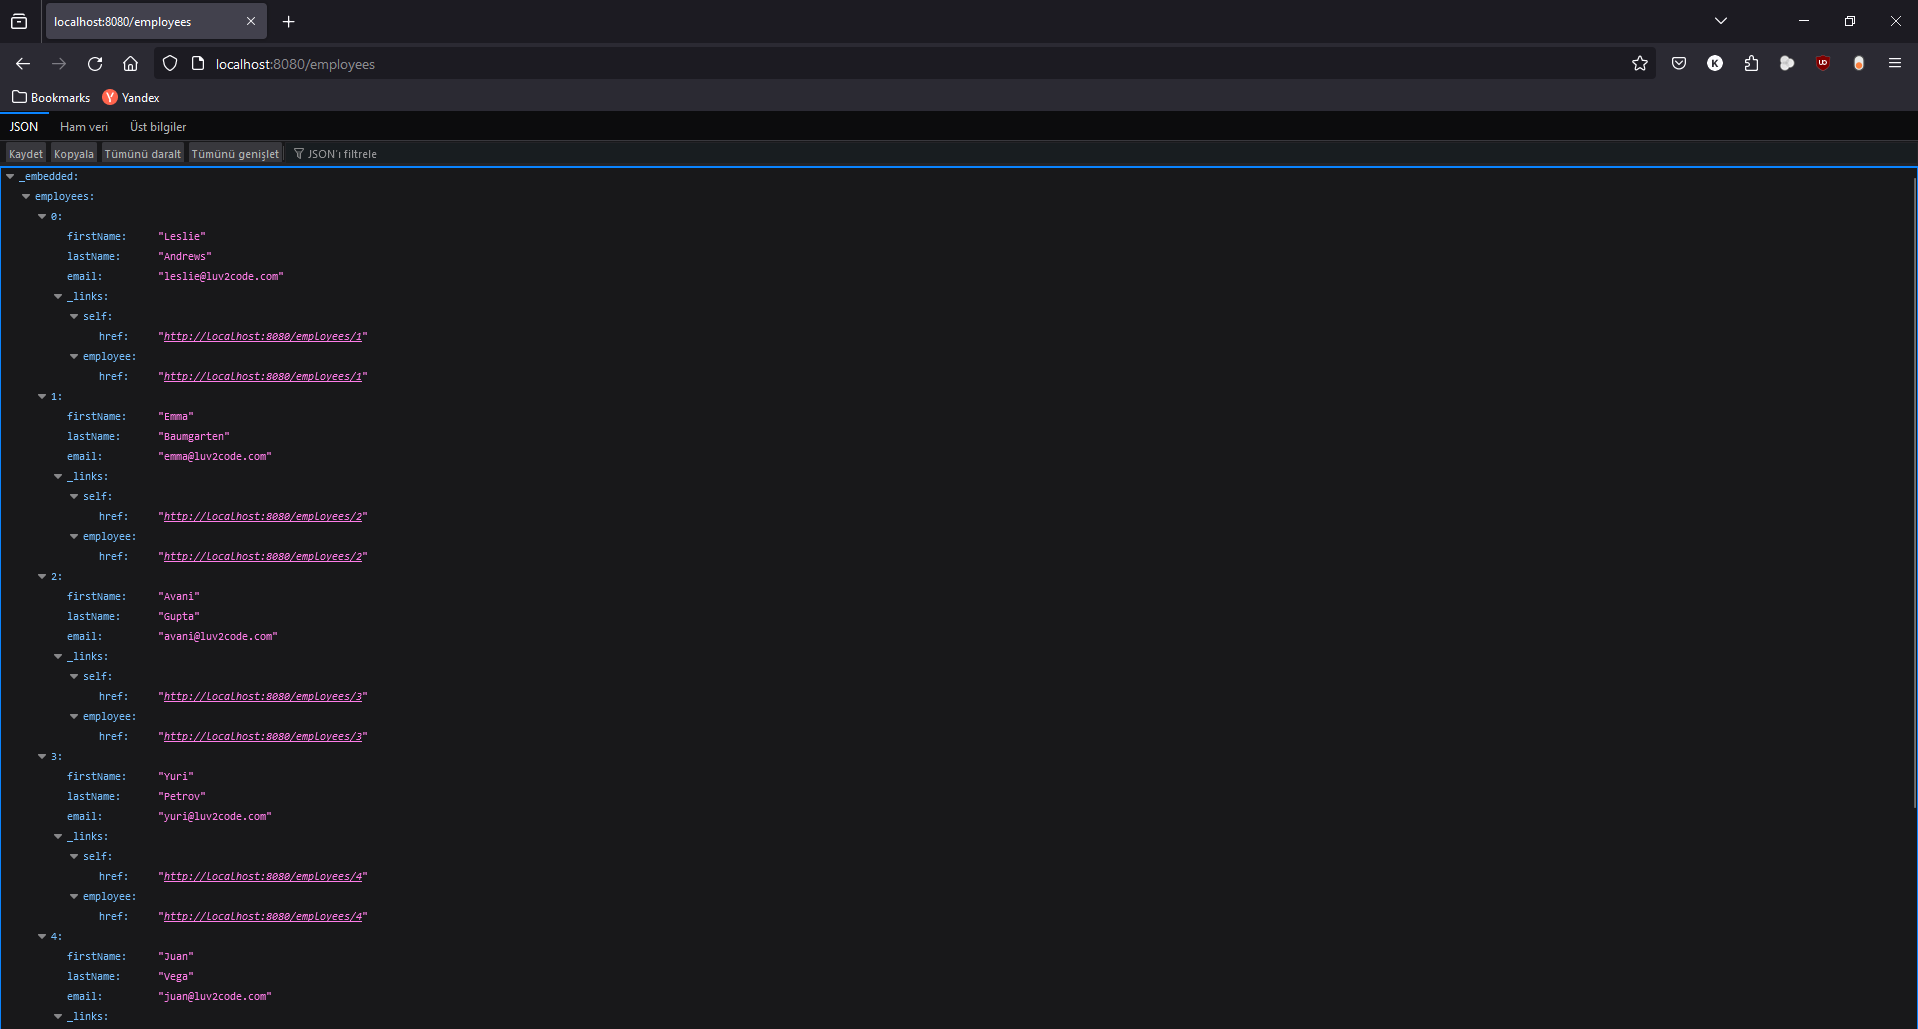 localhost:8080/employees
localhost:8080/employees
K
UO
Bookmarks
Y Yandex
JSON Ham veri Üst bilgiler
Kaydet Kopyala Tümünü daralt Tümünü genişlet JSON'ı filtrele
_embedded:
employees:
0:
firstName: "Leslie"
lastName: "Andrews"
email: "leslie@luv2code.com"
_links:
self:
href: "http://localhost:8080/employees/1"
employee:
href: "http://localhost:8080/employees/1"
1:
firstName: "Emma"
lastName: "Baumgarten"
email: "emma@luv2code.com"
_links:
self:
href: "http://localhost:8080/employees/2"
employee:
href: "http://localhost:8080/employees/2"
2:
firstName: "Avani"
lastName: "Gupta"
email: "avani@luv2code.com"
_links:
self:
href: "http://localhost:8080/employees/3"
employee:
href: "http://localhost:8080/employees/3"
3:
firstName: "Yuri"
lastName: "Petrov"
email: "yuri@luv2code.com"
_links:
self:
href: "http://localhost:8080/employees/4"
employee:
href: "http://localhost:8080/employees/4"
4:
firstName: "Juan"
lastName: "Vega"
email: "juan@luv2code.com"
_links: